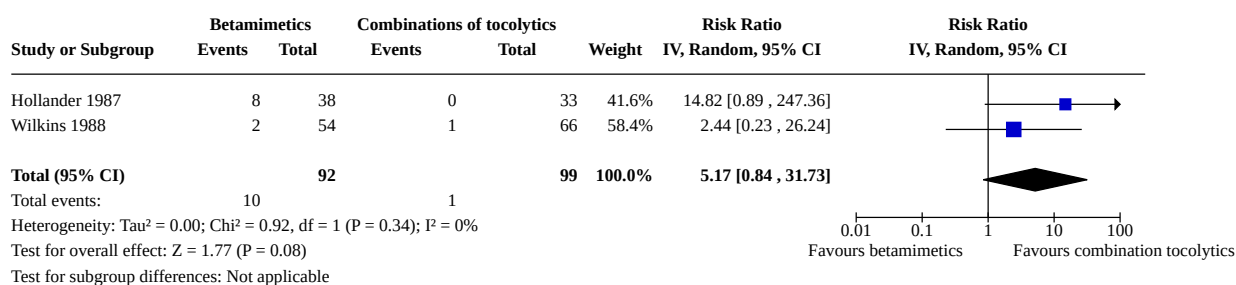 Betamimetics Combinations of tocolytics Risk Ratio Risk Ratio
Study or Subgroup Events Total Events Total Weight IV, Random, 95% CI IV, Random, 95% CI
Hollander 1987 8 38 0 33 41.6% 14.82 [0.89 , 247.36]
Wilkins 1988 2 54 1 66 58.4% 2.44 [0.23 , 26.24]
Total (95% CI) 92 99 100.0% 5.17 [0.84 , 31.73]
Total events: 10 1
Heterogeneity: Tau² = 0.00; Chi² = 0.92, df = 1 (P = 0.34); I² = 0%
0.01 0.1 1 10 100
Test for overall effect: Z = 1.77 (P = 0.08) Favours betamimetics Favours combination tocolytics
Test for subgroup differences: Not applicable